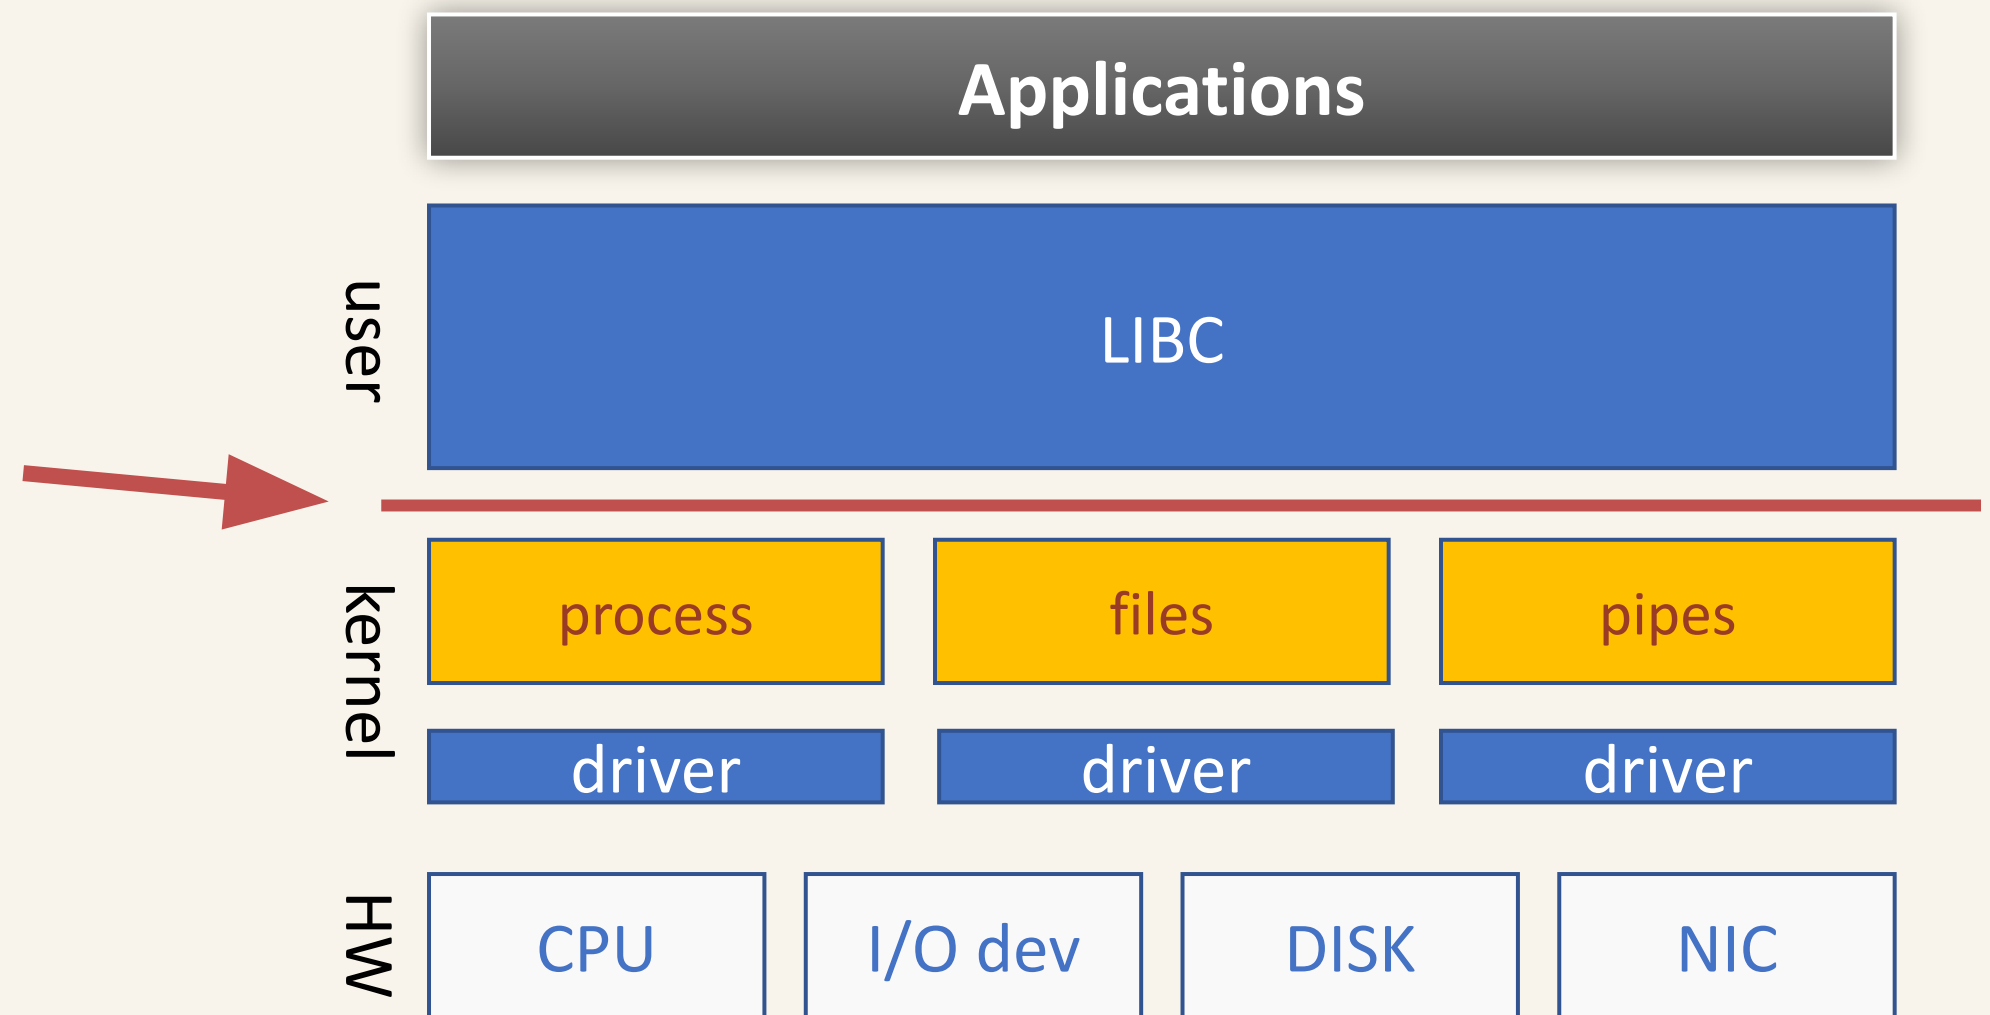 Applications
user
LIBC
kernel
process
files
pipes
driver
driver
driver
HW
CPU
I/O dev
DISK
NIC